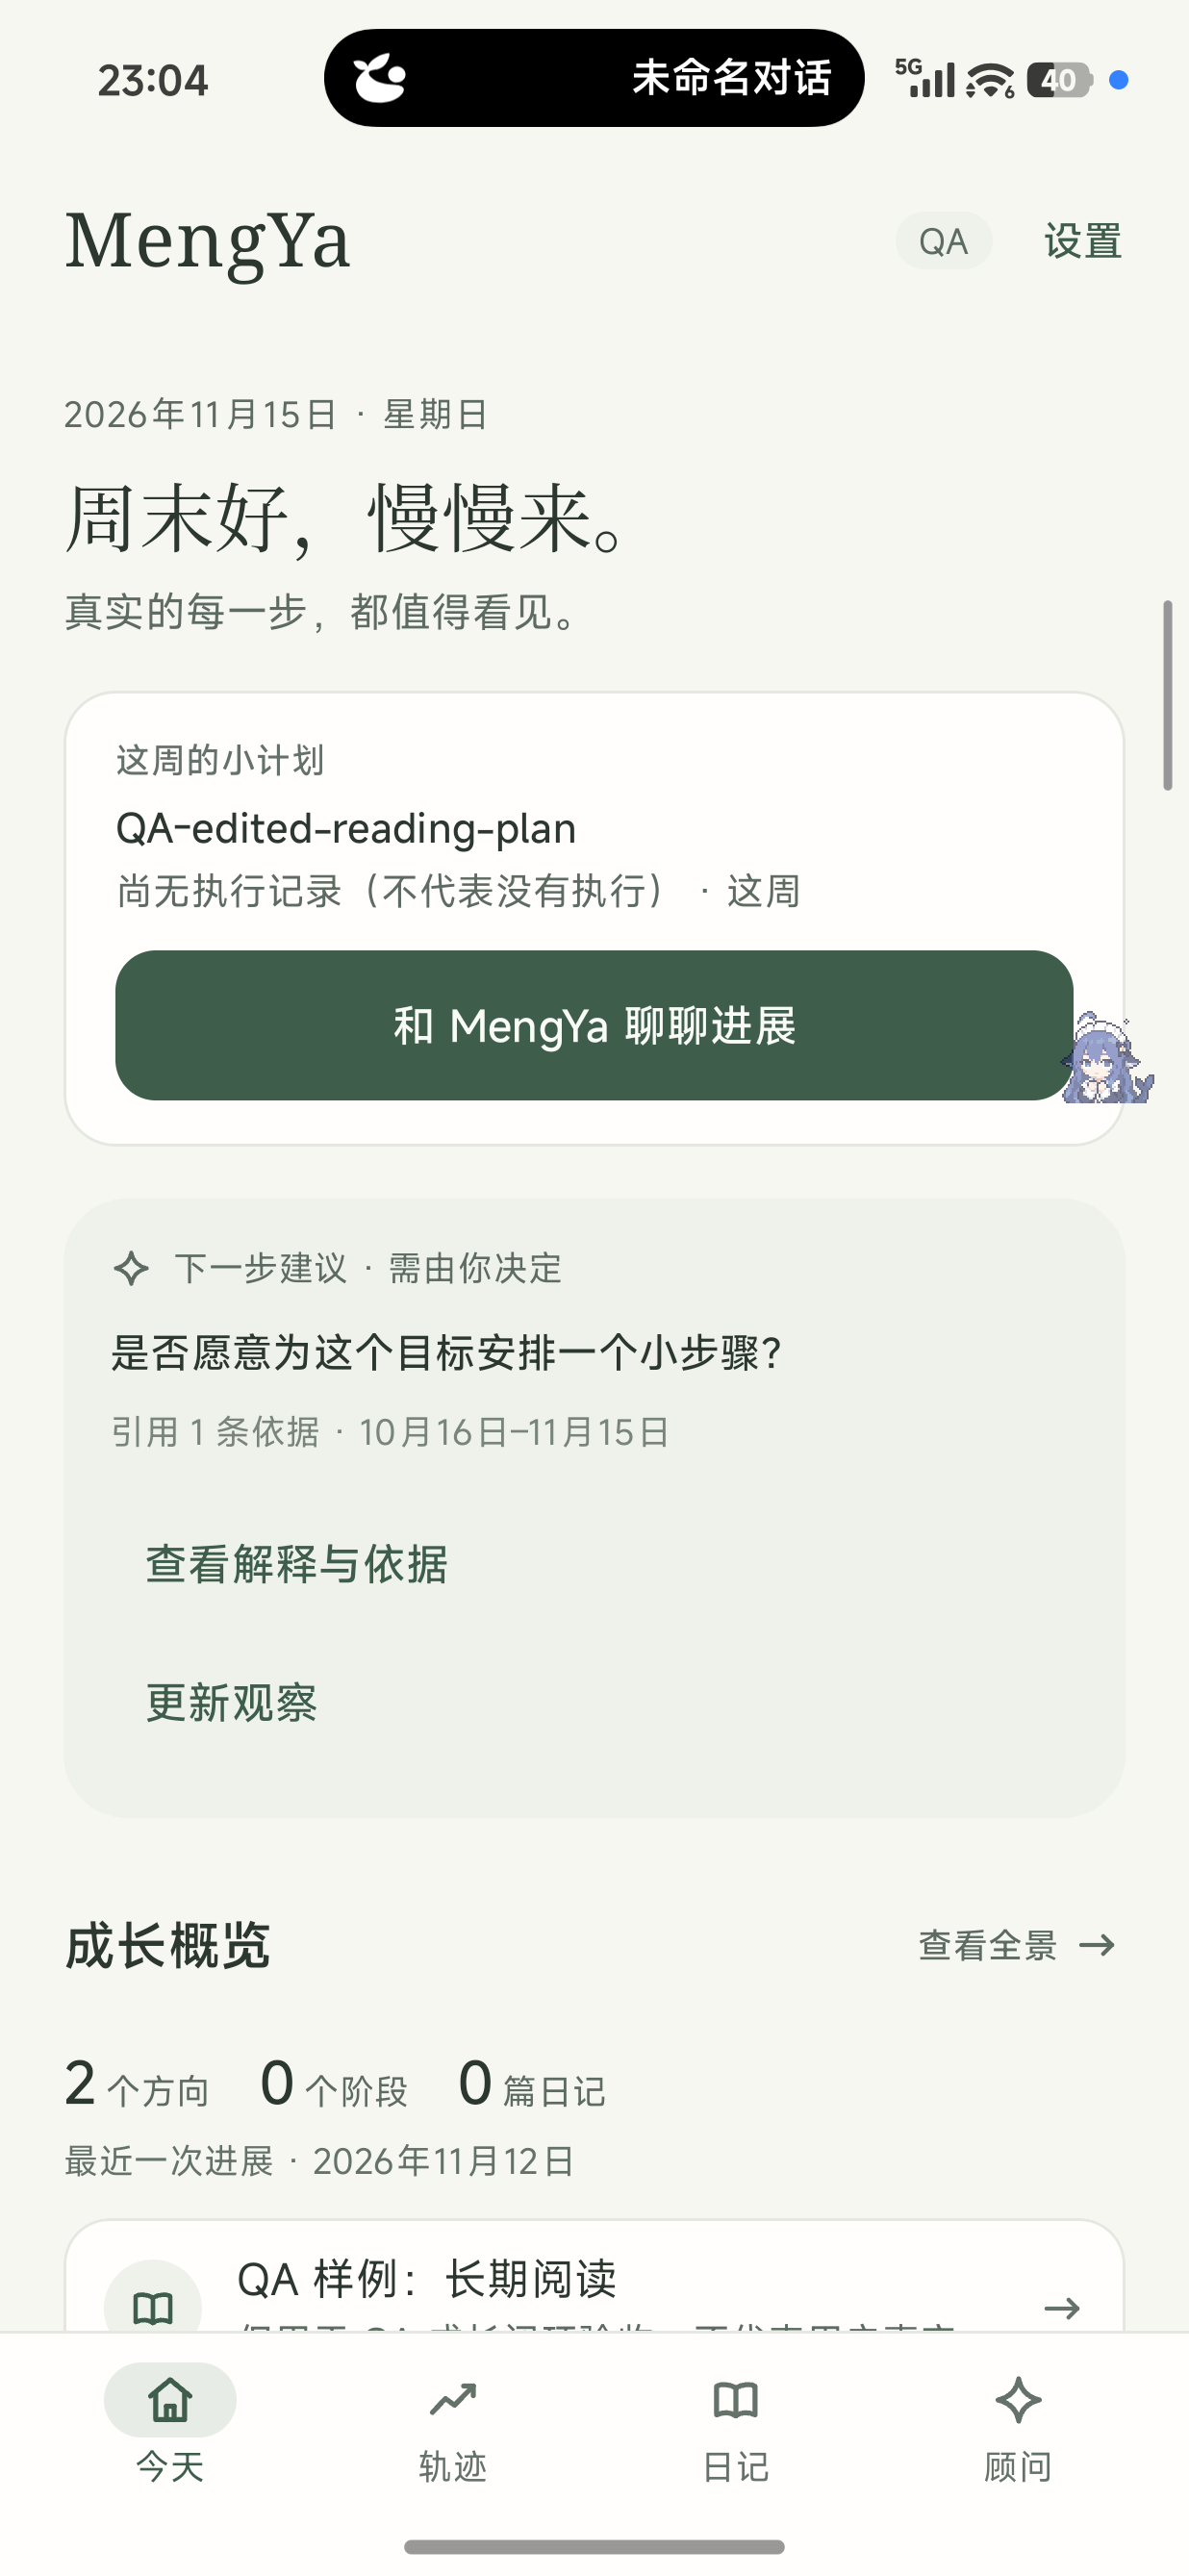 23:04
未命名对话
5G
6
40
MengYa
QA
设置
2026年11月15日 · 星期日
周末好，慢慢来。
真实的每一步，都值得看见。
这周的小计划
QA-edited-reading-plan
尚无执行记录（不代表没有执行） · 这周
和 MengYa 聊聊进展
下一步建议 · 需由你决定
是否愿意为这个目标安排一个小步骤？
引用 1 条依据 · 10月16日–11月15日
查看解释与依据
更新观察
成长概览
查看全景 →
2 个方向 0 个阶段 0 篇日记
最近一次进展 · 2026年11月12日
QA 样例：长期阅读
今天
轨迹
日记
顾问